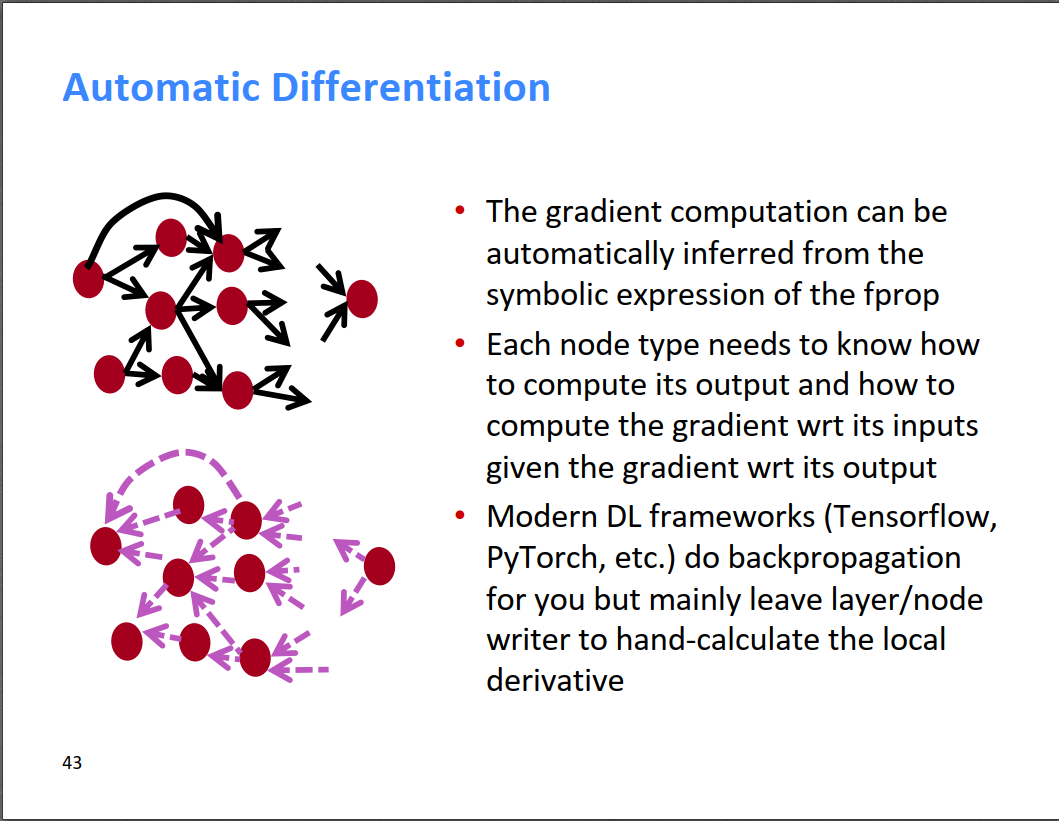 Automatic Differentiation
• The gradient computation can be
automatically inferred from the
symbolic expression of the fprop
• Each node type needs to know how
to compute its output and how to
compute the gradient wrt its inputs
given the gradient wrt its output
• Modern DL frameworks (Tensorflow,
PyTorch, etc.) do backpropagation
for you but mainly leave layer/node
writer to hand-calculate the local
derivative
43